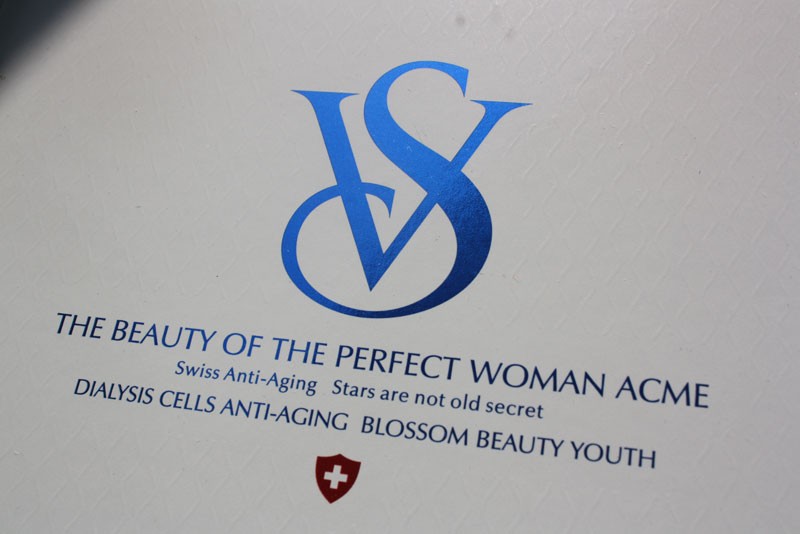 VS
THE BEAUTY OF THE PERFECT WOMAN ACME
Swiss Anti-Aging Stars are not old secret
DIALYSIS CELLS ANTI-AGING BLOSSOM BEAUTY YOUTH